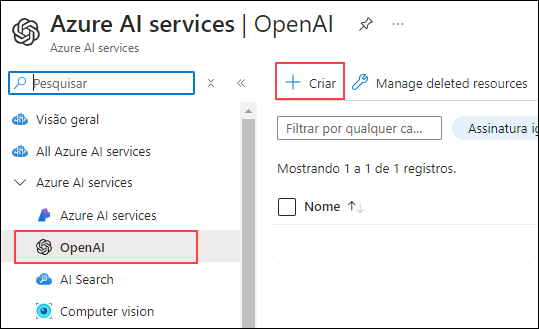 Azure AI services | OpenAI
Azure AI services
Pesquisar
Criar
Manage deleted resources
Visão geral
Filtrar por qualquer ca...
Assinatura
All Azure AI services
Mostrando 1 a 1 de 1 registros.
Azure AI services
Nome
Azure AI services
OpenAI
AI Search
Computer vision